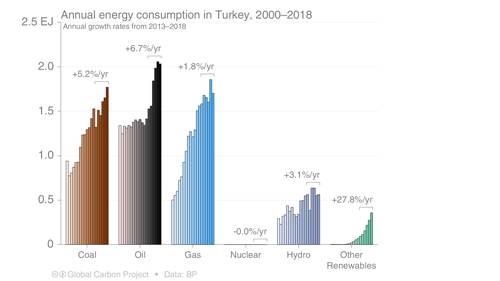 Annual energy consumption in Turkey, 2000–2018
Annual growth rates from 2013–2018
2.5 EJ
2.0
1.5
1.0
0.5
0
+5.2%/yr
+6.7%/yr
+1.8%/yr
-0.0%/yr
+3.1%/yr
+27.8%/yr
Coal
Oil
Gas
Nuclear
Hydro
Other
Renewables
Global Carbon Project • Data: BP